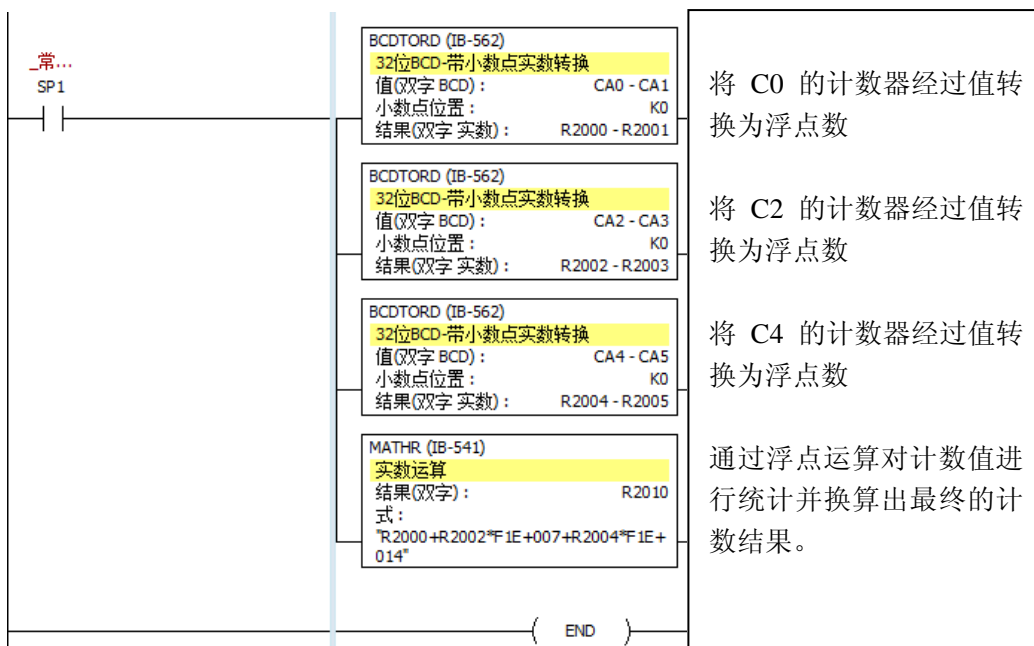 _常...
SP1
BCDTORD (IB-562)
32位BCD-带小数点实数转换
值(双字 BCD)： CA0 - CA1
小数点位置： K0
结果(双字 实数)： R2000 - R2001
将 C0 的计数器经过值转
换为浮点数
BCDTORD (IB-562)
32位BCD-带小数点实数转换
值(双字 BCD)： CA2 - CA3
小数点位置： K0
结果(双字 实数)： R2002 - R2003
将 C2 的计数器经过值转
换为浮点数
BCDTORD (IB-562)
32位BCD-带小数点实数转换
值(双字 BCD)： CA4 - CA5
小数点位置： K0
结果(双字 实数)： R2004 - R2005
将 C4 的计数器经过值转
换为浮点数
MATHR (IB-541)
实数运算
结果(双字)： R2010
式：
"R2000+R2002*F1E+007+R2004*F1E+
014"
通过浮点运算对计数值进
行统计并换算出最终的计
数结果。
END